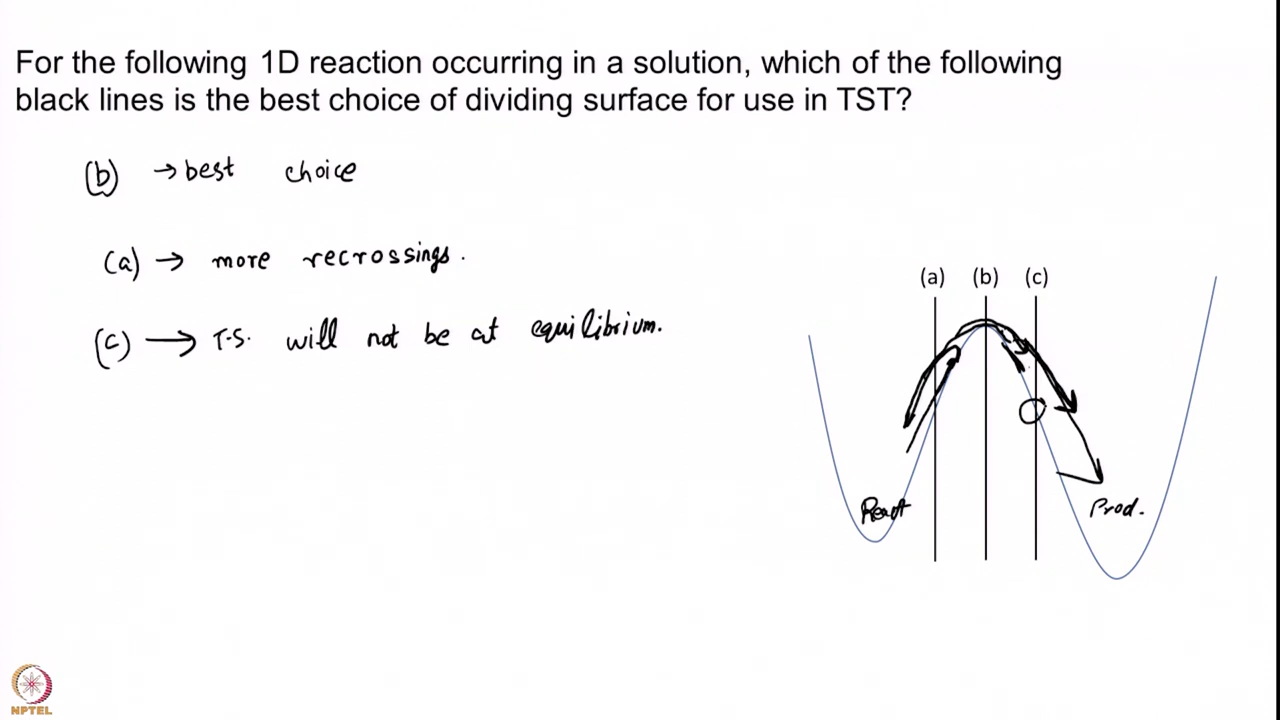 For the following 1D reaction occurring in a solution, which of the following
black lines is the best choice of dividing surface for use in TST?
(b) → best choice
(a) → more recrossings.
(c) → T.S. will not be at equilibrium.
(a) (b) (c)
React Prod.
NPTEL